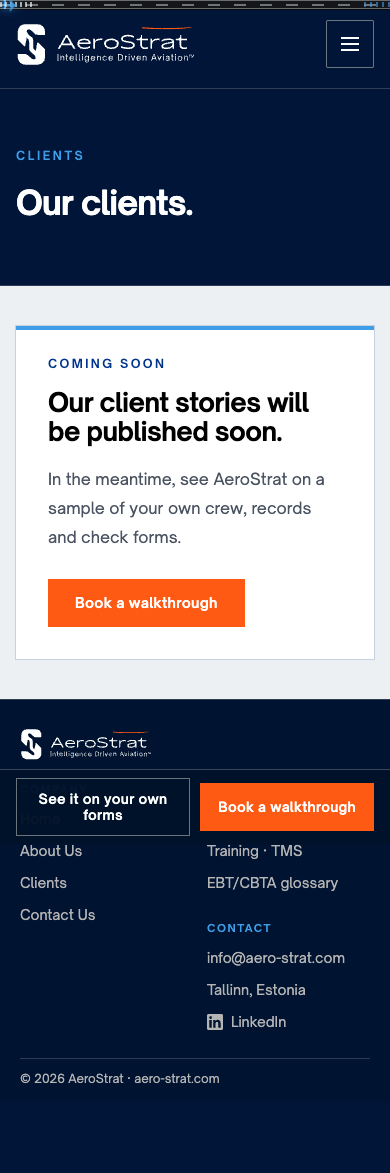 AeroStrat
Intelligence Driven Aviation™
CLIENTS
Our clients.
COMING SOON
Our client stories will
be published soon.
In the meantime, see AeroStrat on a
sample of your own crew, records
and check forms.
Book a walkthrough
AeroStrat
Intelligence Driven Aviation™
See it on your own
forms
Book a walkthrough
Home
About Us
Clients
Contact Us
Training · TMS
EBT/CBTA glossary
CONTACT
info@aero-strat.com
Tallinn, Estonia
LinkedIn
© 2026 AeroStrat · aero-strat.com